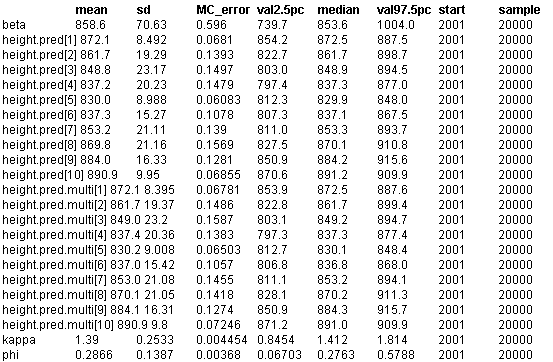 mean sd MC_error val2.5pc median val97.5pc start sample
beta 858.6 70.63 0.596 739.7 853.6 1004.0 2001 20000
height.pred[1] 872.1 8.492 0.0681 854.2 872.5 887.5 2001 20000
height.pred[2] 861.7 19.29 0.1393 822.7 861.7 898.7 2001 20000
height.pred[3] 848.8 23.17 0.1497 803.0 848.9 894.5 2001 20000
height.pred[4] 837.2 20.23 0.1479 797.4 837.3 877.0 2001 20000
height.pred[5] 830.0 8.988 0.06083 812.3 829.9 848.0 2001 20000
height.pred[6] 837.3 15.27 0.1078 807.3 837.1 867.5 2001 20000
height.pred[7] 853.2 21.11 0.139 811.0 853.3 893.7 2001 20000
height.pred[8] 869.8 21.16 0.1569 827.5 870.1 910.8 2001 20000
height.pred[9] 884.0 16.33 0.1281 850.9 884.2 915.6 2001 20000
height.pred[10] 890.9 9.95 0.06855 870.6 891.2 909.9 2001 20000
height.pred.multi[1] 872.1 8.395 0.06781 853.9 872.5 887.6 2001 20000
height.pred.multi[2] 861.7 19.37 0.1486 822.8 861.7 899.4 2001 20000
height.pred.multi[3] 849.0 23.2 0.1587 803.1 849.2 894.7 2001 20000
height.pred.multi[4] 837.4 20.36 0.1383 797.3 837.3 877.4 2001 20000
height.pred.multi[5] 830.2 9.008 0.06503 812.7 830.1 848.4 2001 20000
height.pred.multi[6] 837.0 15.42 0.1057 806.8 836.8 868.0 2001 20000
height.pred.multi[7] 853.0 21.08 0.1455 811.1 853.2 894.1 2001 20000
height.pred.multi[8] 870.1 21.05 0.1418 828.1 870.2 911.3 2001 20000
height.pred.multi[9] 884.1 16.31 0.1274 850.9 884.3 915.7 2001 20000
height.pred.multi[10] 890.9 9.8 0.07246 871.2 891.0 909.9 2001 20000
kappa 1.39 0.2533 0.004454 0.8454 1.412 1.814 2001 20000
phi 0.2866 0.1387 0.00368 0.06703 0.2763 0.5788 2001 20000